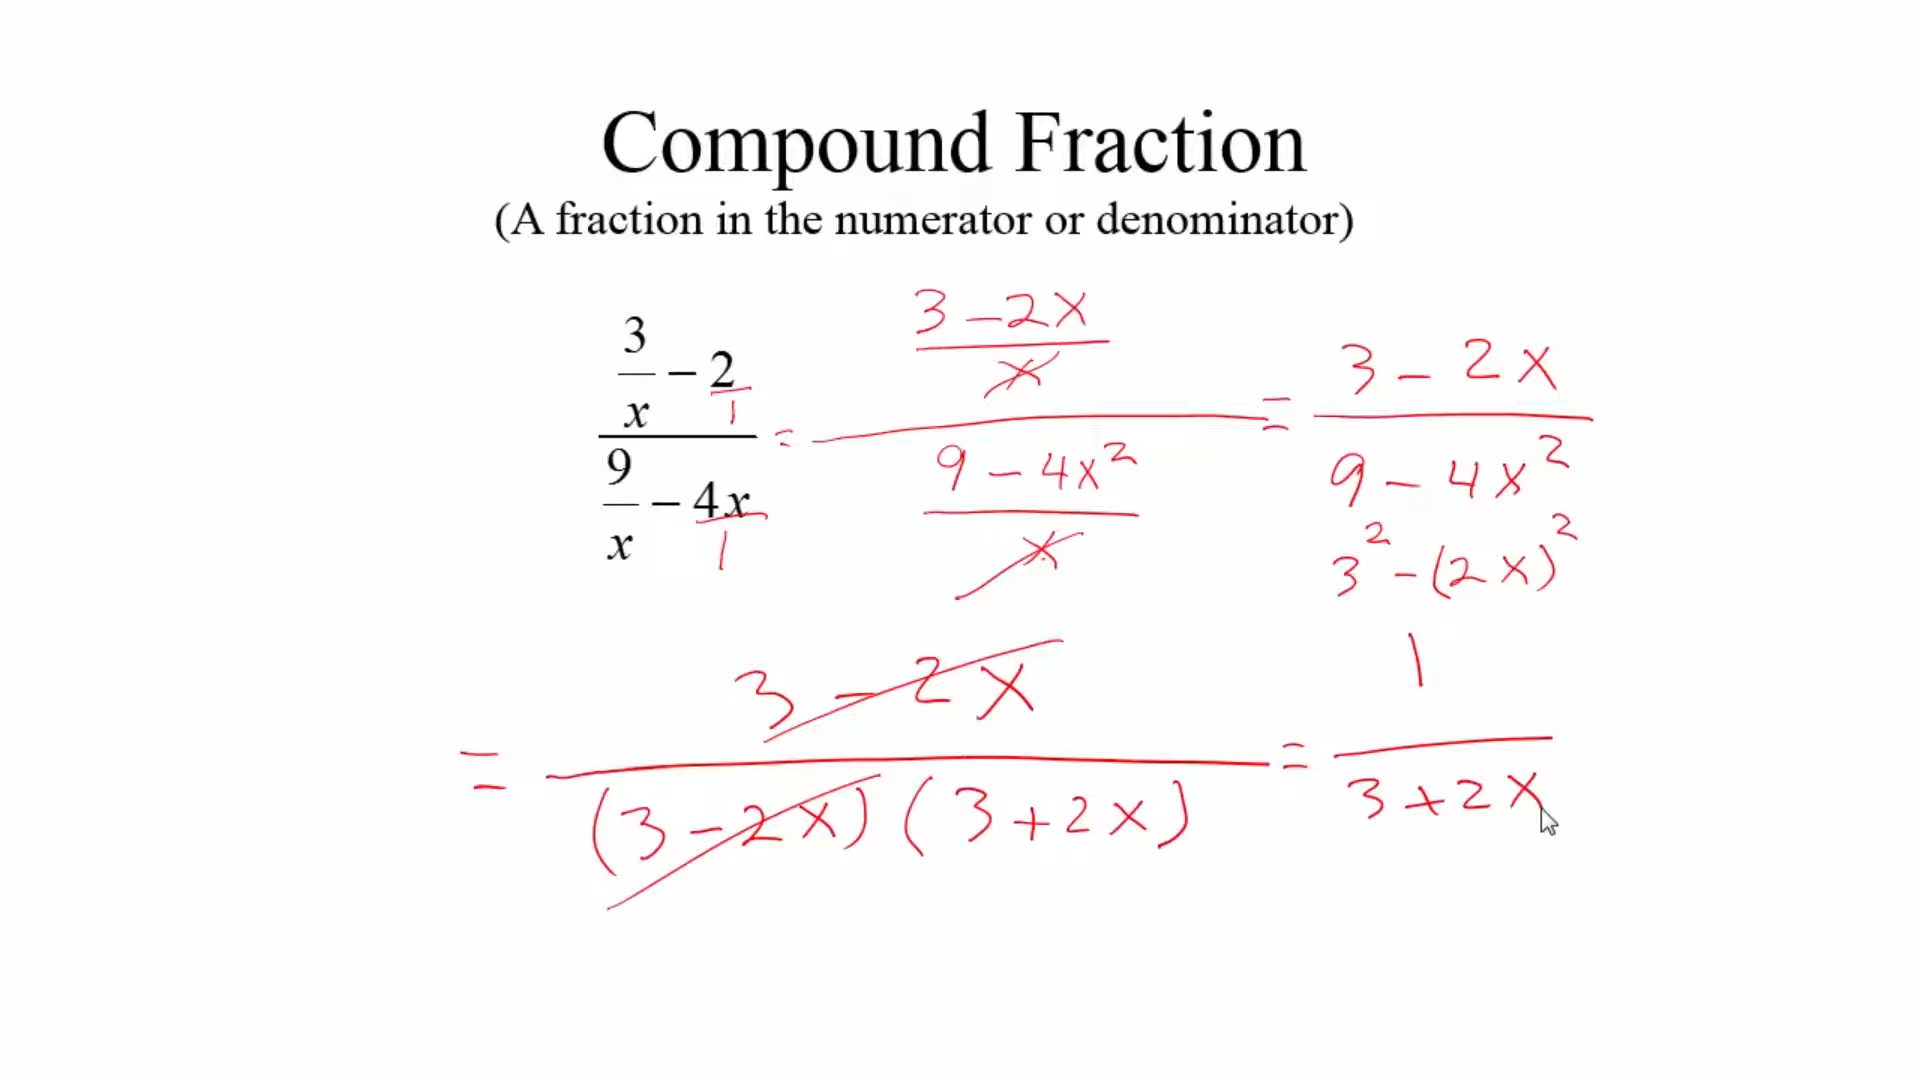 Compound Fraction
(A fraction in the numerator or denominator)
3/x − 2/1
9/x − 4x/1
= 3 − 2x / x
9 − 4x² / x
= 3 − 2x
9 − 4x²
3² − (2x)²
= 3 − 2x
(3 − 2x) (3 + 2x)
= 1
3 + 2x